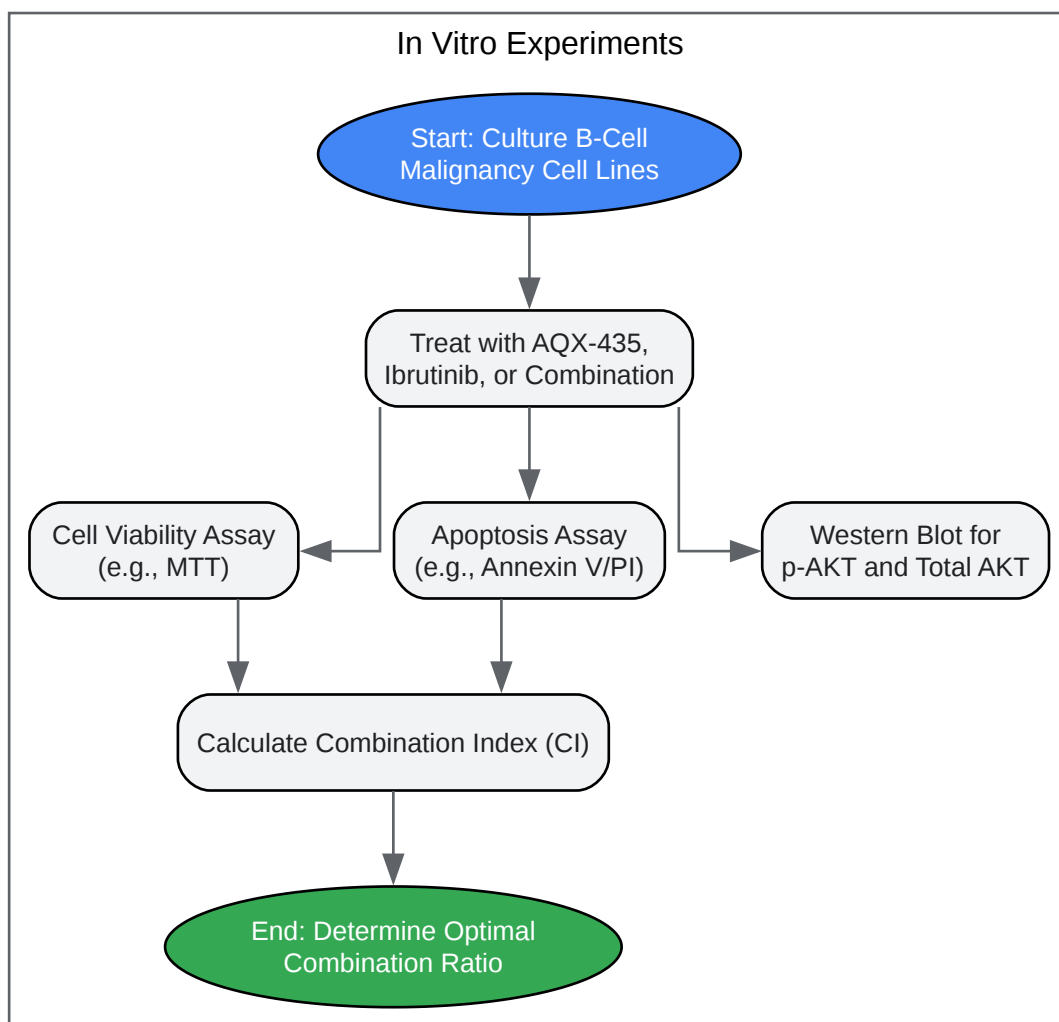 In Vitro Experiments
Start: Culture B-Cell
Malignancy Cell Lines
Treat with AQX-435,
Ibrutinib, or Combination
Cell Viability Assay
(e.g., MTT)
Apoptosis Assay
(e.g., Annexin V/PI)
Western Blot for
p-AKT and Total AKT
Calculate Combination Index (CI)
End: Determine Optimal
Combination Ratio